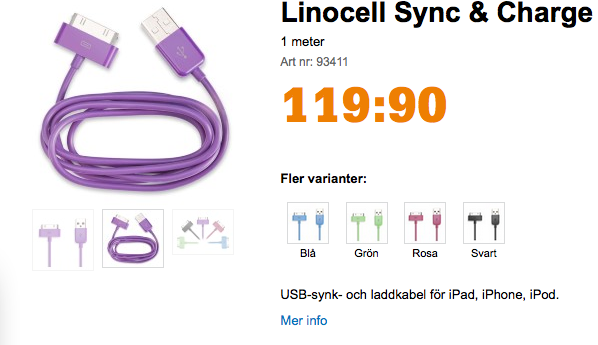 Linocell Sync & Charge
1 meter
Art nr: 93411
119:90
Fler varianter:
Blå
Grön
Rosa
Svart
USB-synk- och laddkabel för iPad, iPhone, iPod.
Mer info